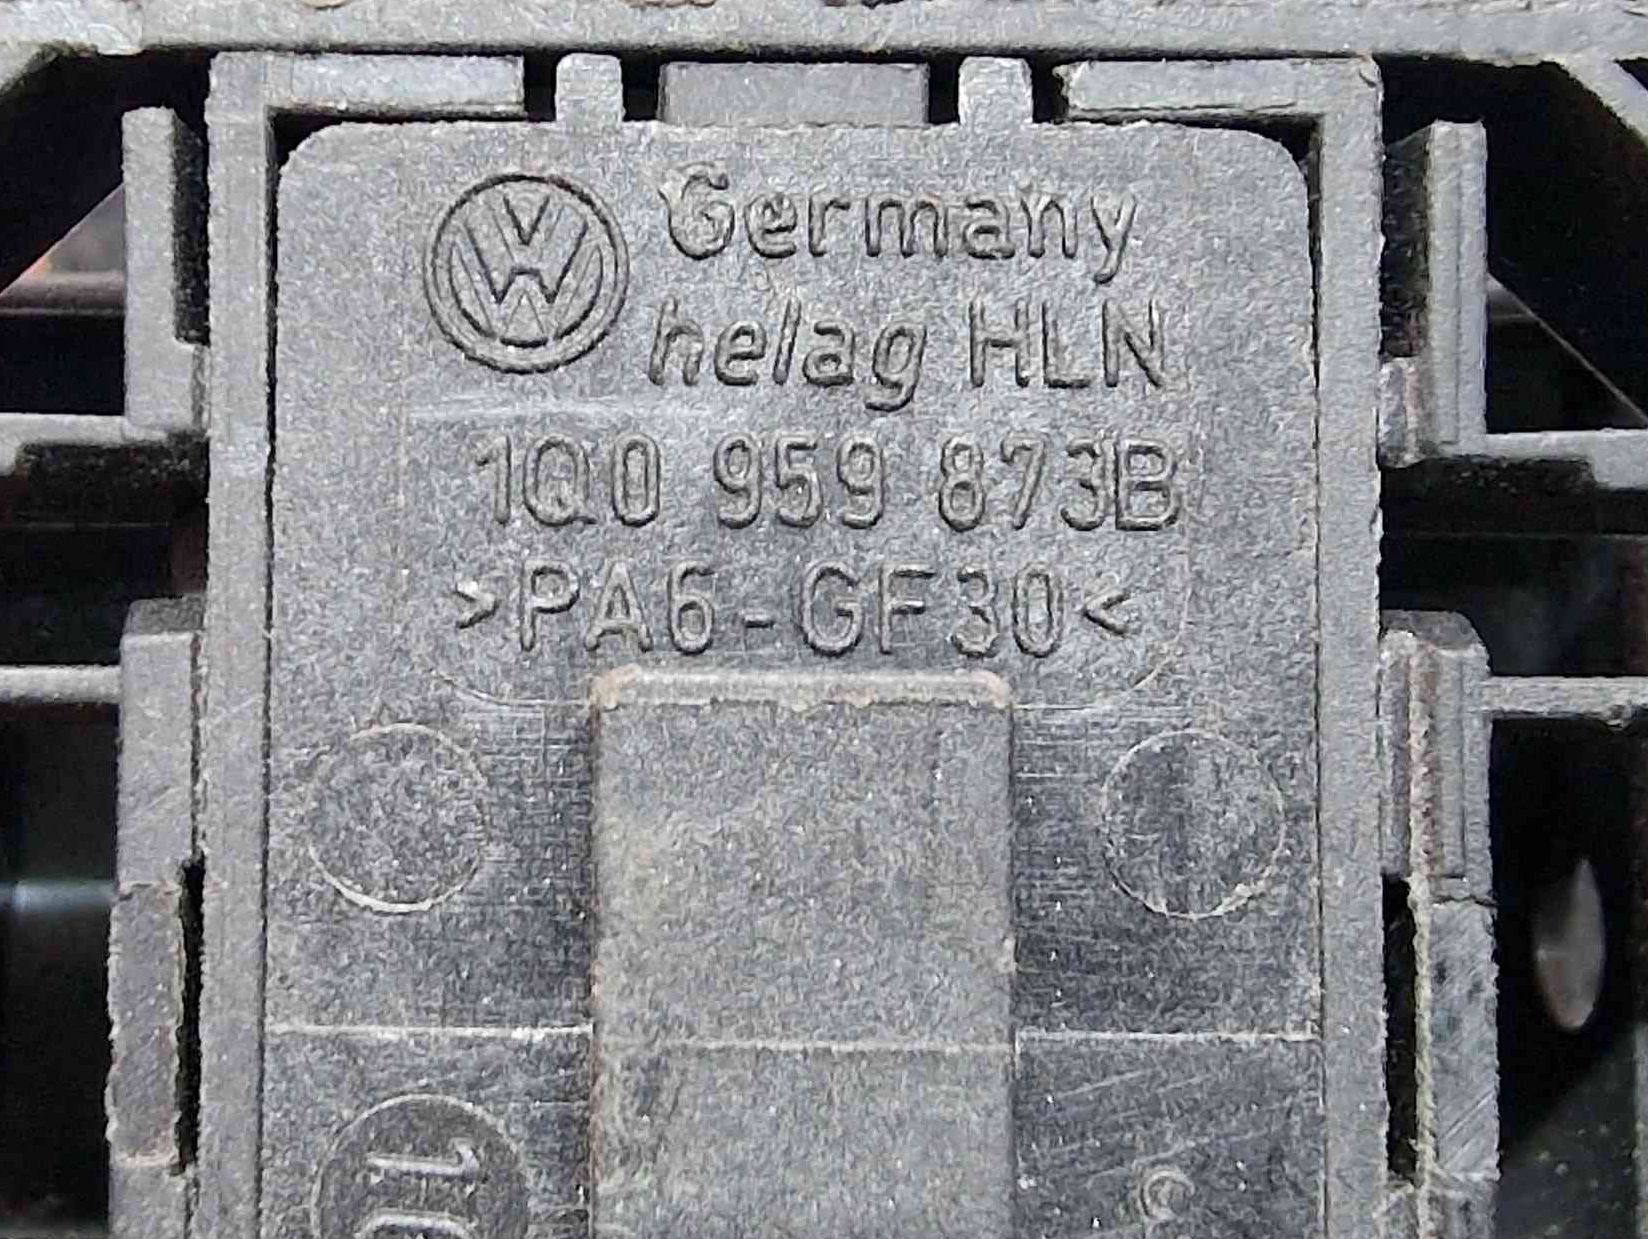 Germany
helag HLN
1Q0 959 873B
>PA6-GF30<